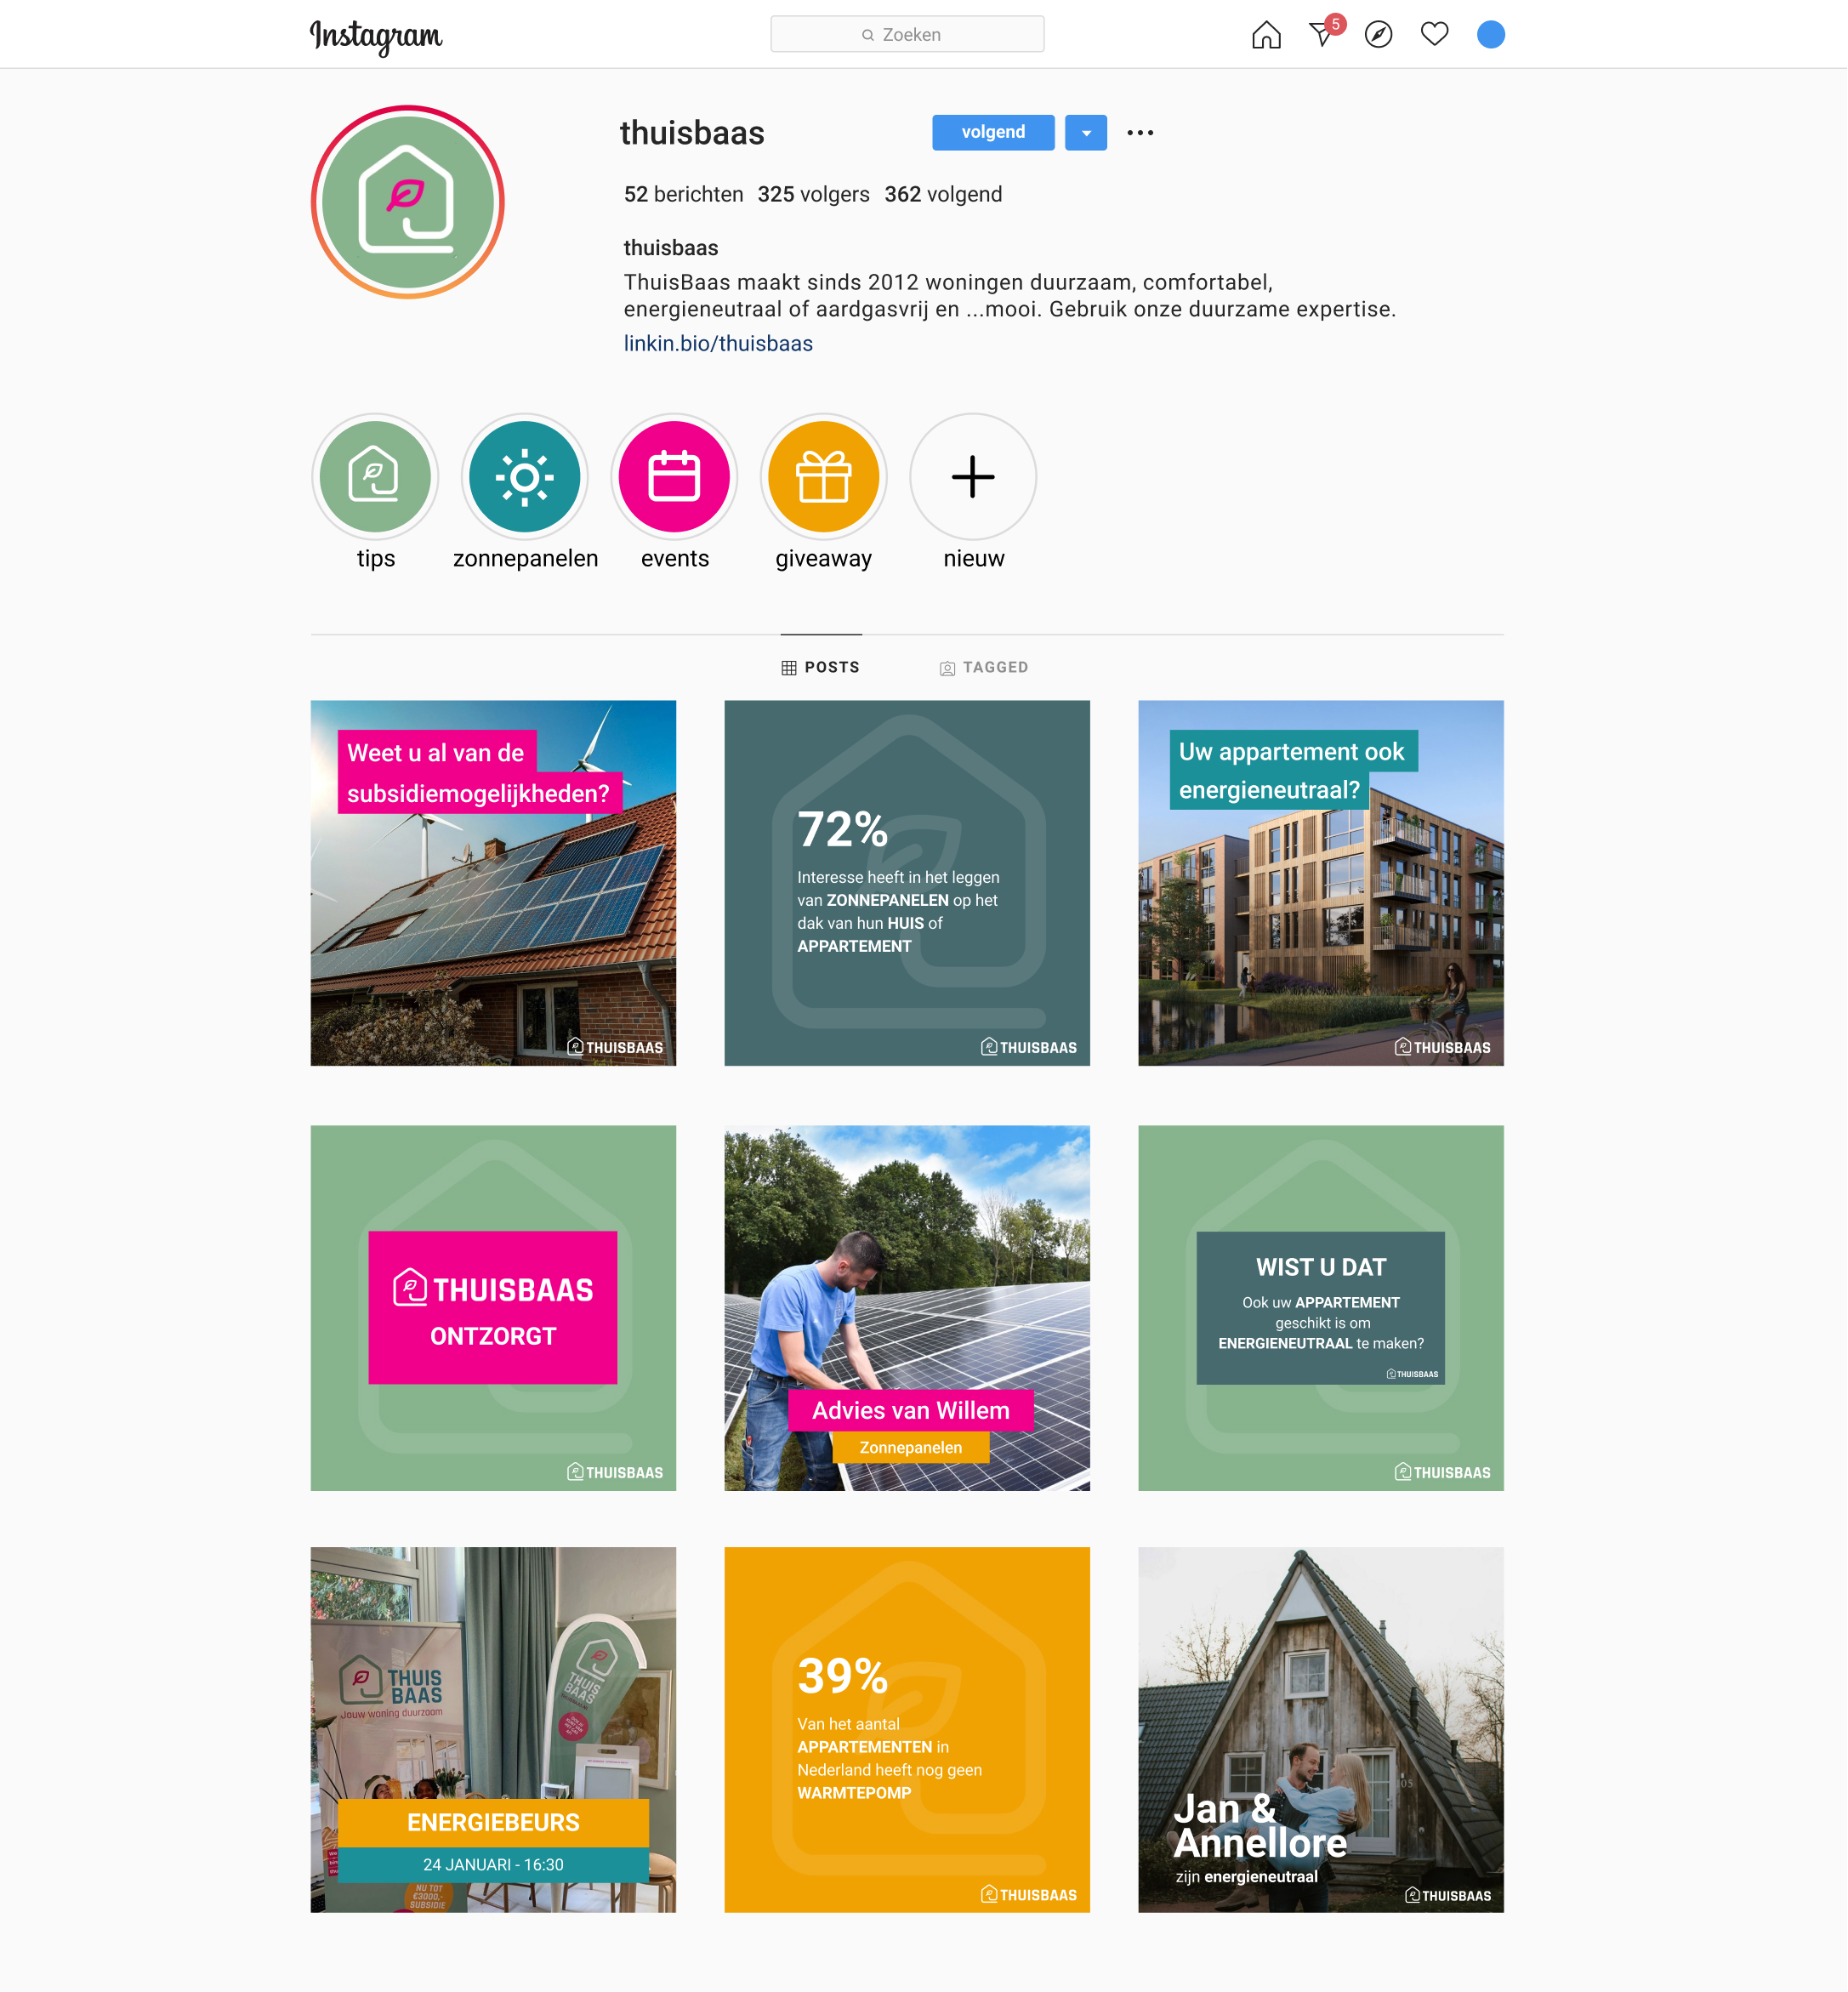 Instagram
Zoeken
5
thuisbaas
volgend
52 berichten 325 volgers 362 volgend
thuisbaas
ThuisBaas maakt sinds 2012 woningen duurzaam, comfortabel,
energieneutraal of aardgasvrij en ...mooi. Gebruik onze duurzame expertise.
linkin.bio/thuisbaas
tips
zonnepanelen
events
giveaway
nieuw
POSTS
TAGGED
Weet u al van de
subsidiemogelijkheden?
THUISBAAS
72%
Interesse heeft in het leggen
van ZONNEPANELEN op het
dak van hun HUIS of
APPARTEMENT
THUISBAAS
Uw appartement ook
energieneutraal?
THUISBAAS
THUISBAAS
ONTZORGT
THUISBAAS
Advies van Willem
Zonnepanelen
WIST U DAT
Ook uw APPARTEMENT
geschikt is om
ENERGIENEUTRAAL te maken?
THUISBAAS
THUISBAAS
THUIS
BAAS
Jouw woning duurzaam
THUIS
BAAS
ENERGIEBEURS
24 JANUARI - 16:30
NU TOT
€3000,-
SUBSIDIE
39%
Van het aantal
APPARTEMENTEN in
Nederland heeft nog geen
WARMTEPOMP
THUISBAAS
105
Jan &
Annellore
zijn energieneutraal
THUISBAAS